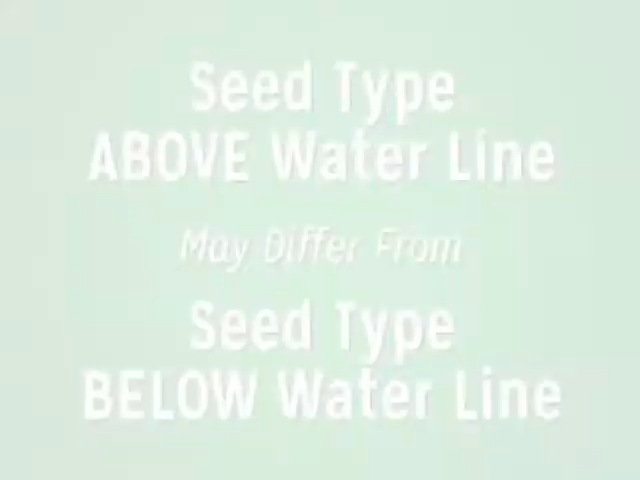 Seed Type
ABOVE Water Line
May Differ From
Seed Type
BELOW Water Line